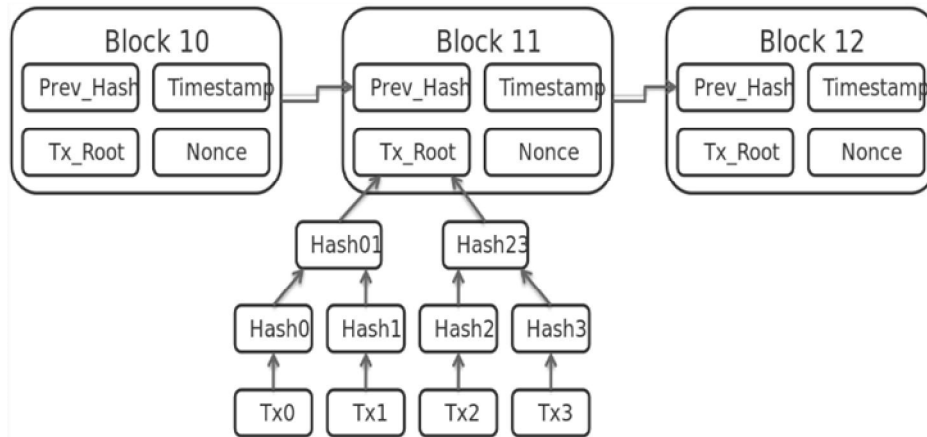 Block 10 Block 11 Block 12
Prev_Hash Timestamp Prev_Hash Timestamp Prev_Hash Timestamp
Tx_Root Nonce Tx_Root Nonce Tx_Root Nonce
Hash01 Hash23
Hash0 Hash1 Hash2 Hash3
Tx0 Tx1 Tx2 Tx3